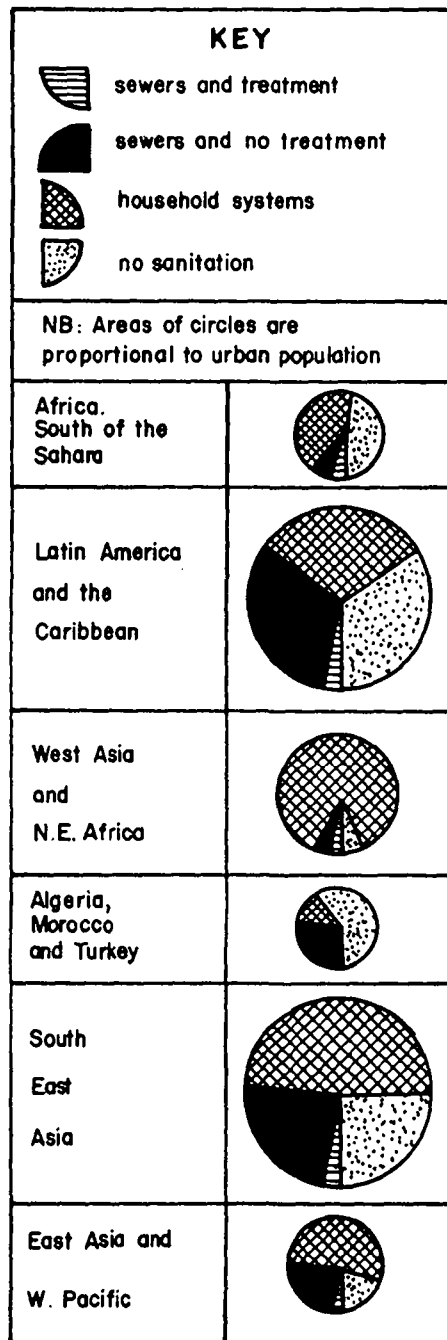 KEY
sewers and treatment
sewers and no treatment
household systems
no sanitation
NB: Areas of circles are
proportional to urban population
Africa.
South of the
Sahara
Latin America
and the
Caribbean
West Asia
and
N.E. Africa
Algeria,
Morocco
and Turkey
South
East
Asia
East Asia and
W. Pacific